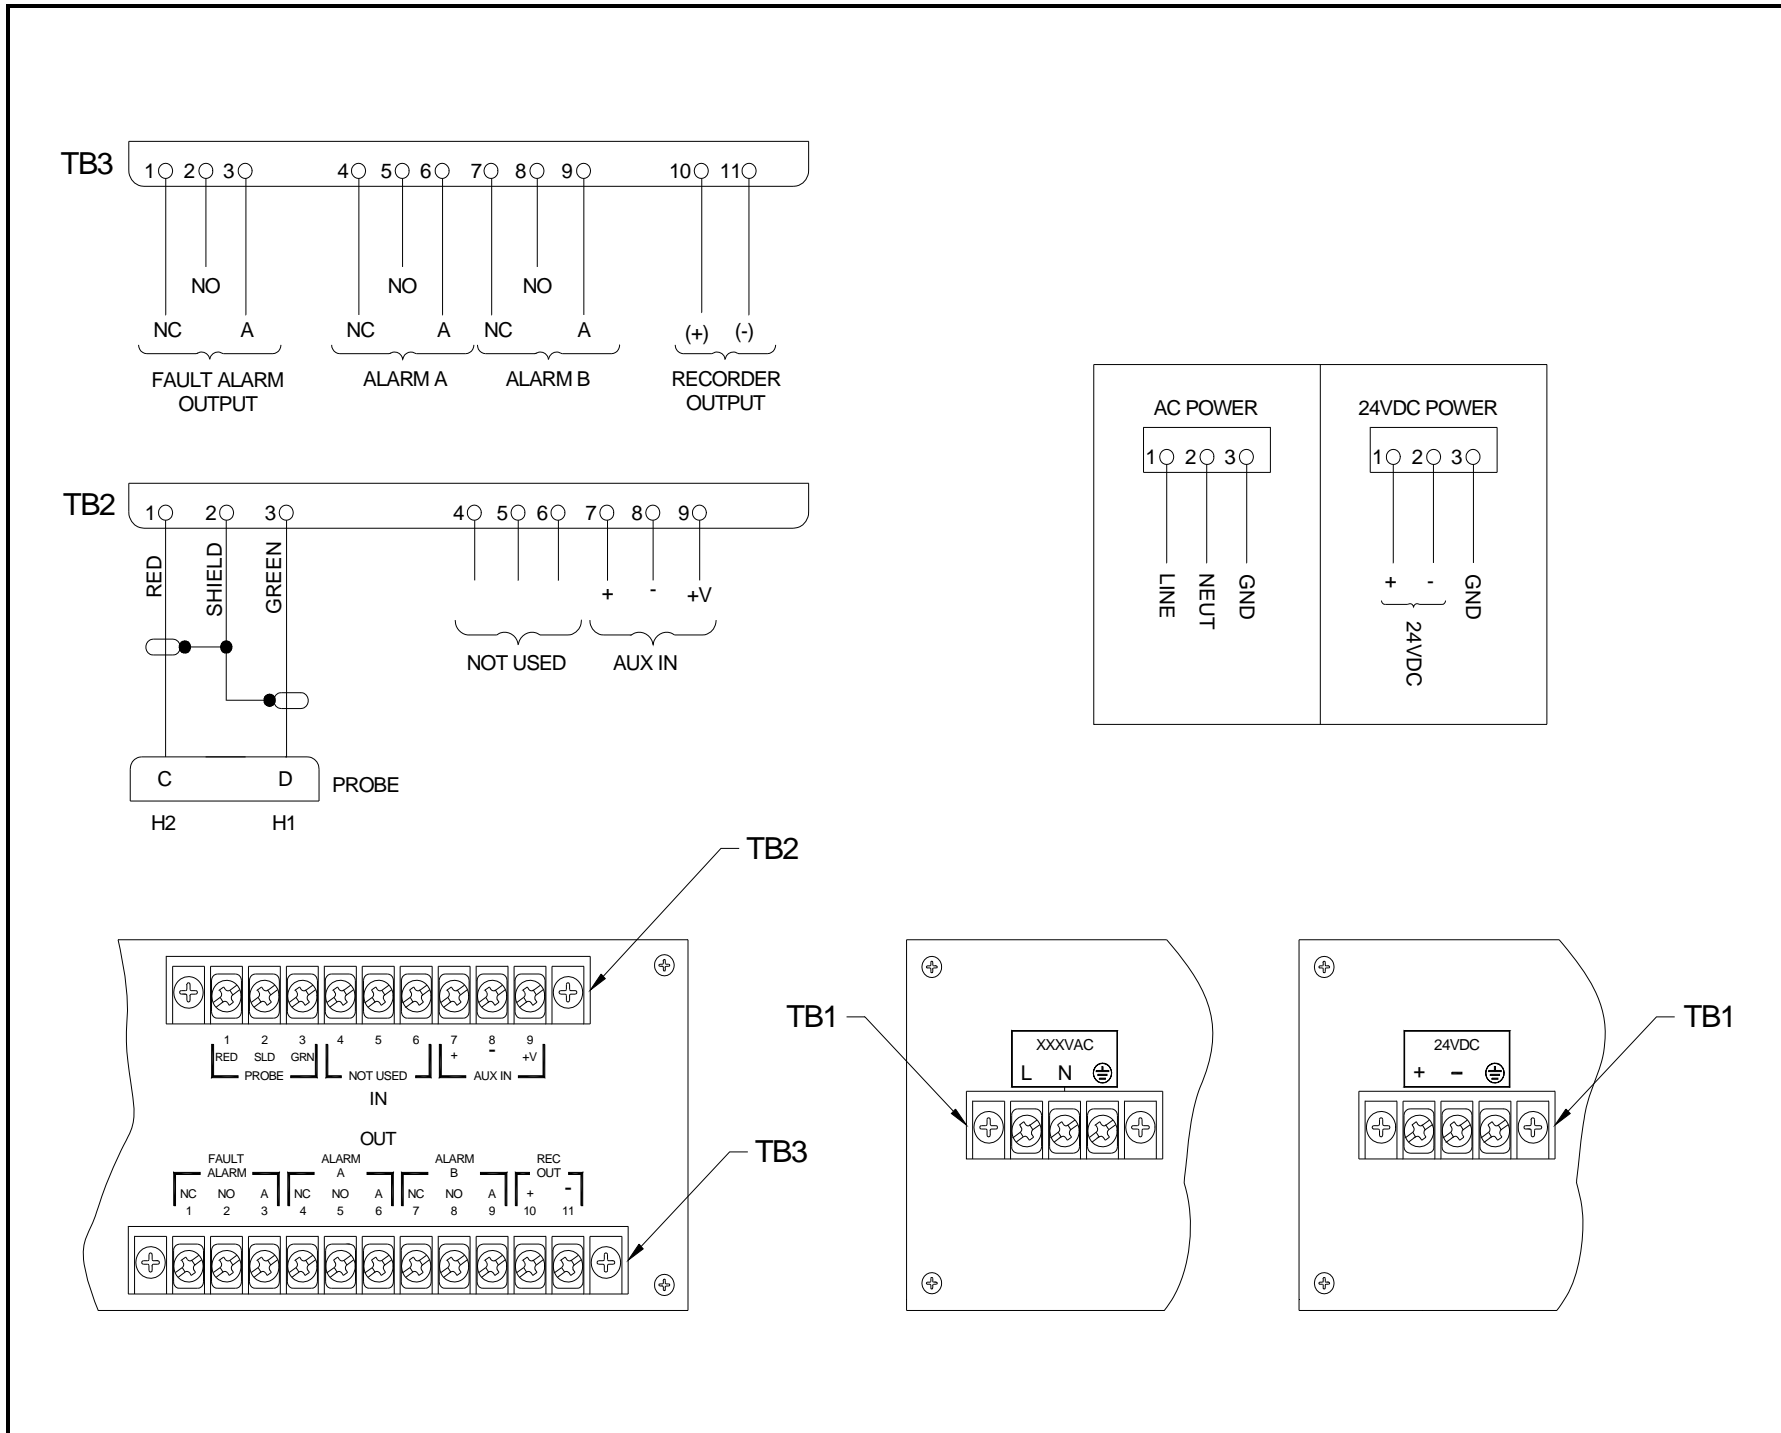 TB3
1 2 3 4 5 6 7 8 9 10 11
NO NO NO
NC A NC A NC A (+) (-)
FAULT ALARM
OUTPUT
ALARM A
ALARM B
RECORDER
OUTPUT
AC POWER
1 2 3
LINE
NEUT
GND
24VDC POWER
1 2 3
+ -
24VDC
GND
TB2
1 2 3 4 5 6 7 8 9
RED
SHIELD
GREEN
+ - +V
NOT USED
AUX IN
C D
PROBE
H2 H1
TB2
1 2 3 4 5 6 7 8 9
RED SLD GRN + - +V
PROBE NOT USED AUX IN
IN
OUT
FAULT
ALARM
ALARM
A
ALARM
B
REC
OUT
NC NO A NC NO A NC NO A + -
1 2 3 4 5 6 7 8 9 10 11
TB3
TB1
XXXVAC
L N
24VDC
+ -
TB1